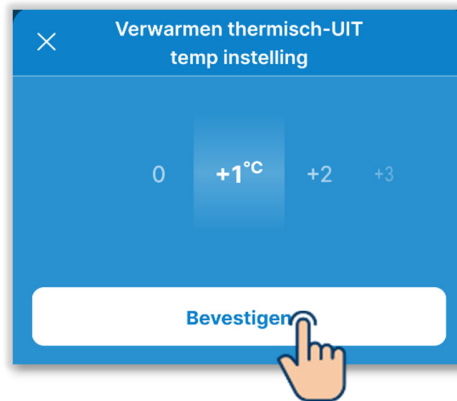 Verwarmen thermisch-UIT
temp instelling
0 +1°C +2 +3
Bevestigen